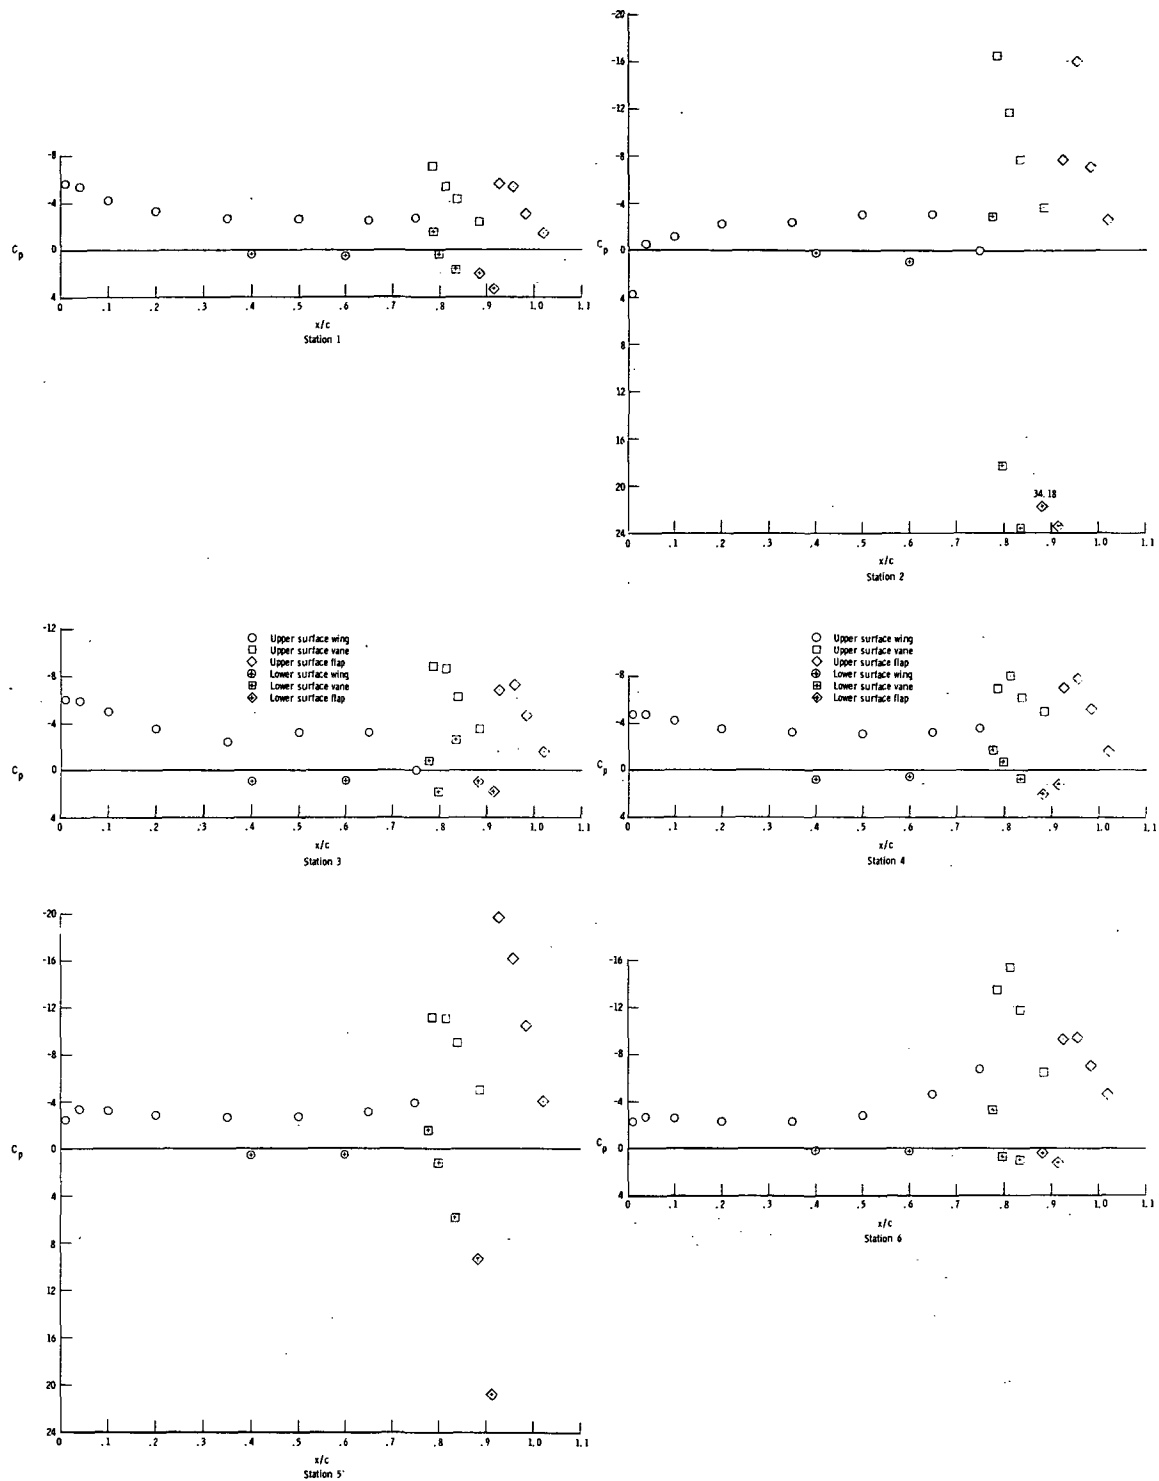 -8
-4
C_p 0
4
0 .1 .2 .3 .4 .5 .6 .7 .8 .9 1.0 1.1
x/c
Station 1
-20
-16
-12
-8
-4
C_p 0
4
8
12
16
20
34.18
24
0 .1 .2 .3 .4 .5 .6 .7 .8 .9 1.0 1.1
x/c
Station 2
-12
Upper surface wing
Upper surface vane
Upper surface flap
Lower surface wing
Lower surface vane
Lower surface flap
-8
-4
C_p 0
4
0 .1 .2 .3 .4 .5 .6 .7 .8 .9 1.0 1.1
x/c
Station 3
Upper surface wing
Upper surface vane
Upper surface flap
Lower surface wing
Lower surface vane
Lower surface flap
-8
-4
C_p 0
4
0 .1 .2 .3 .4 .5 .6 .7 .8 .9 1.0 1.1
x/c
Station 4
-20
-16
-12
-8
-4
C_p 0
4
8
12
16
20
24
0 .1 .2 .3 .4 .5 .6 .7 .8 .9 1.0 1.1
x/c
Station 5
-16
-12
-8
-4
C_p 0
4
0 .1 .2 .3 .4 .5 .6 .7 .8 .9 1.0 1.1
x/c
Station 6